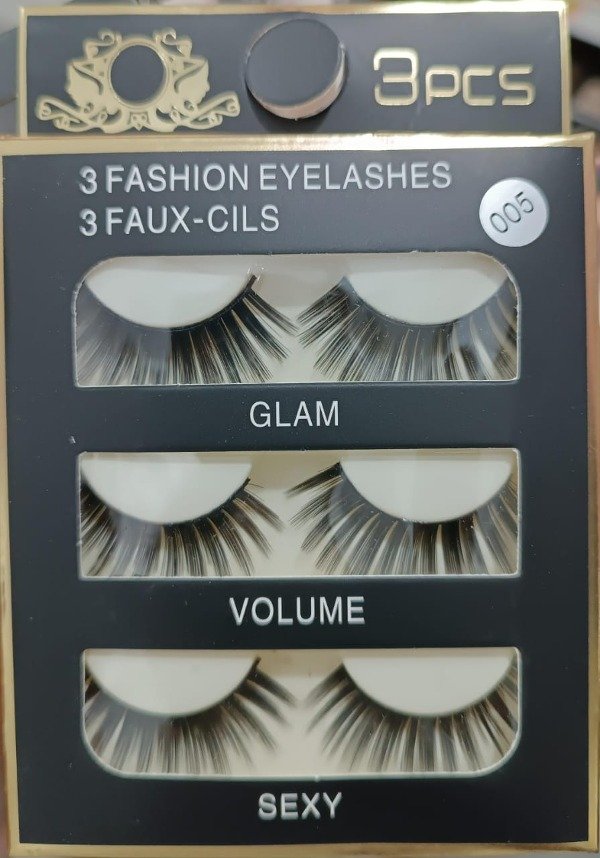 3PCS
3 FASHION EYELASHES
3 FAUX-CILS
005
GLAM
VOLUME
SEXY